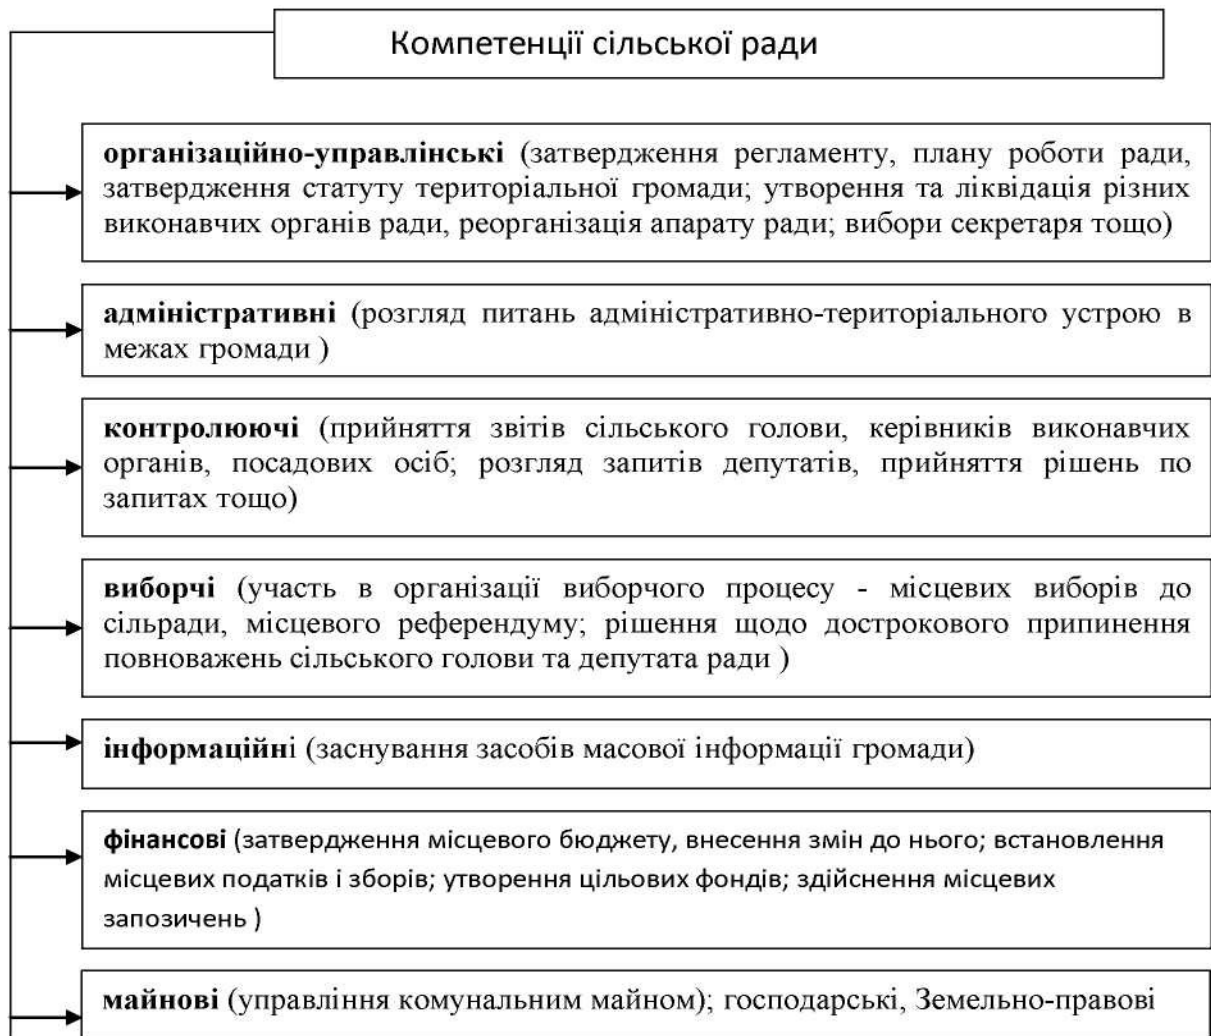 Компетенції сільської ради
організаційно-управлінські (затвердження регламенту, плану роботи ради,
затвердження статуту територіальної громади; утворення та ліквідація різних
виконавчих органів ради, реорганізація апарату ради; вибори секретаря тощо)
адміністративні (розгляд питань адміністративно-територіального устрою в
межах громади )
контролюючі (прийняття звітів сільського голови, керівників виконавчих
органів, посадових осіб; розгляд запитів депутатів, прийняття рішень по
запитах тощо)
виборчі (участь в організації виборчого процесу - місцевих виборів до
сільради, місцевого референдуму; рішення щодо дострокового припинення
повноважень сільського голови та депутата ради )
інформаційні (заснування засобів масової інформації громади)
фінансові (затвердження місцевого бюджету, внесення змін до нього; встановлення
місцевих податків і зборів; утворення цільових фондів; здійснення місцевих
запозичень )
майнові (управління комунальним майном); господарські, Земельно-правові